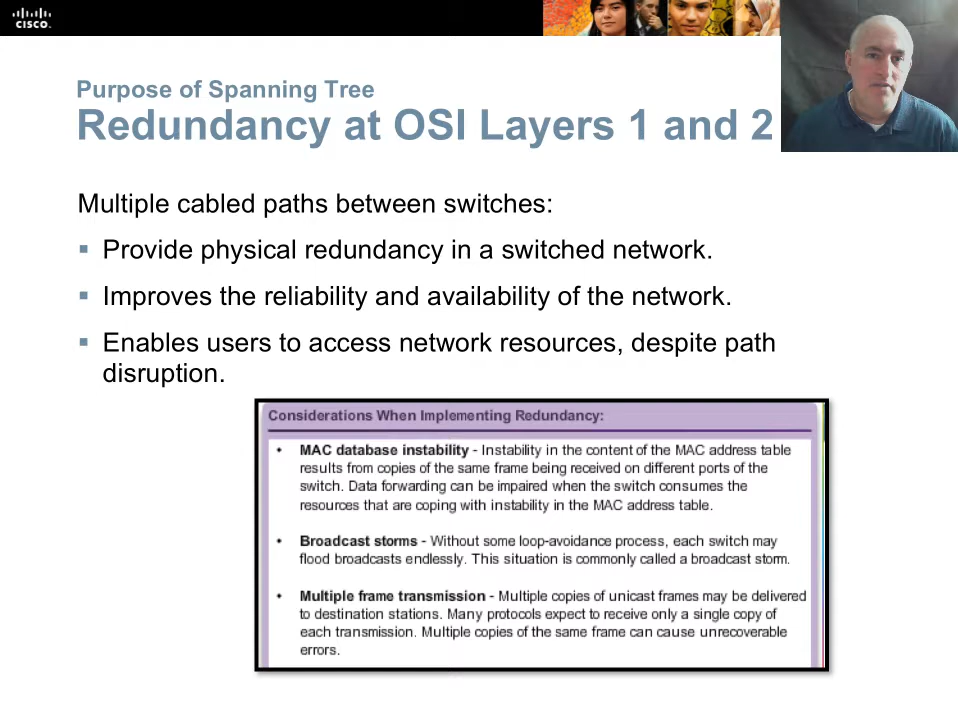 CISCO.
Purpose of Spanning Tree
Redundancy at OSI Layers 1 and 2
Multiple cabled paths between switches:
▪ Provide physical redundancy in a switched network.
▪ Improves the reliability and availability of the network.
▪ Enables users to access network resources, despite path
disruption.
Considerations When Implementing Redundancy:
• MAC database instability - Instability in the content of the MAC address table
results from copies of the same frame being received on different ports of the
switch. Data forwarding can be impaired when the switch consumes the
resources that are coping with instability in the MAC address table.
• Broadcast storms - Without some loop-avoidance process, each switch may
flood broadcasts endlessly. This situation is commonly called a broadcast storm.
• Multiple frame transmission - Multiple copies of unicast frames may be delivered
to destination stations. Many protocols expect to receive only a single copy of
each transmission. Multiple copies of the same frame can cause unrecoverable
errors.